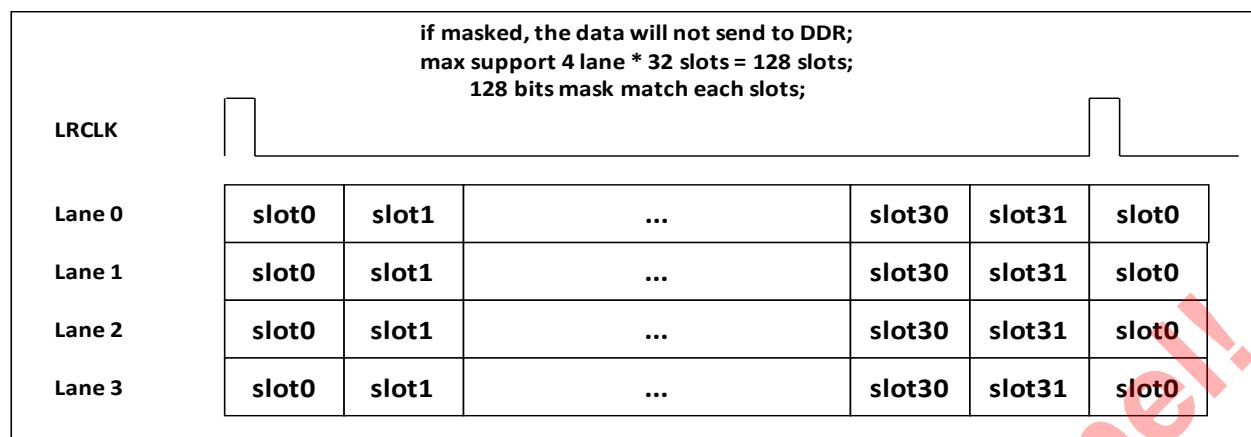 if masked, the data will not send to DDR;
max support 4 lane * 32 slots = 128 slots;
128 bits mask match each slots;
LRCLK
Lane 0 slot0 slot1 ... slot30 slot31 slot0
Lane 1 slot0 slot1 ... slot30 slot31 slot0
Lane 2 slot0 slot1 ... slot30 slot31 slot0
Lane 3 slot0 slot1 ... slot30 slot31 slot0